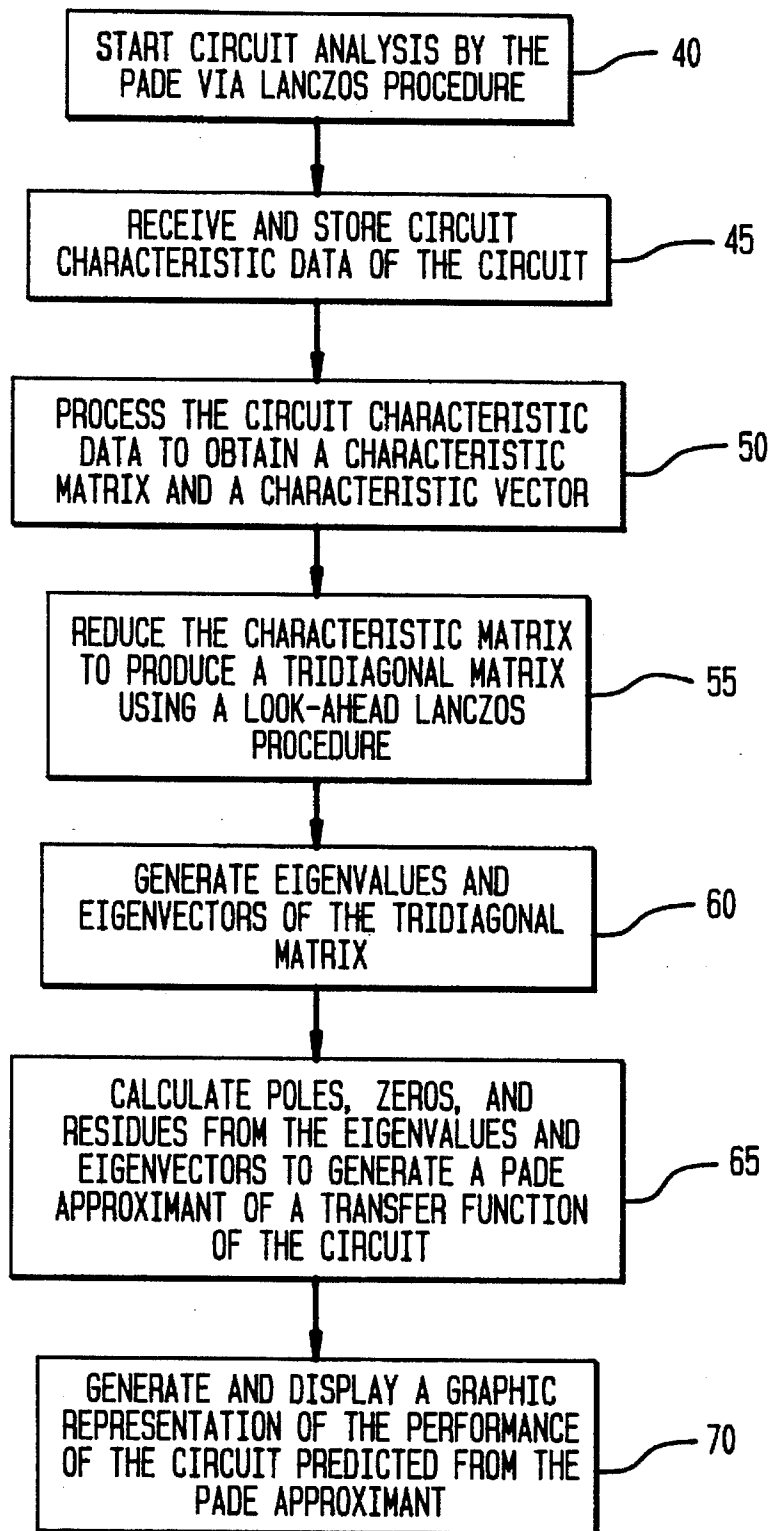 START CIRCUIT ANALYSIS BY THE
PADE VIA LANCZOS PROCEDURE
40
RECEIVE AND STORE CIRCUIT
CHARACTERISTIC DATA OF THE CIRCUIT
45
PROCESS THE CIRCUIT CHARACTERISTIC
DATA TO OBTAIN A CHARACTERISTIC
MATRIX AND A CHARACTERISTIC VECTOR
50
REDUCE THE CHARACTERISTIC MATRIX
TO PRODUCE A TRIDIAGONAL MATRIX
USING A LOOK-AHEAD LANCZOS
PROCEDURE
55
GENERATE EIGENVALUES AND
EIGENVECTORS OF THE TRIDIAGONAL
MATRIX
60
CALCULATE POLES, ZEROS, AND
RESIDUES FROM THE EIGENVALUES AND
EIGENVECTORS TO GENERATE A PADE
APPROXIMANT OF A TRANSFER FUNCTION
OF THE CIRCUIT
65
GENERATE AND DISPLAY A GRAPHIC
REPRESENTATION OF THE PERFORMANCE
OF THE CIRCUIT PREDICTED FROM THE
PADE APPROXIMANT
70